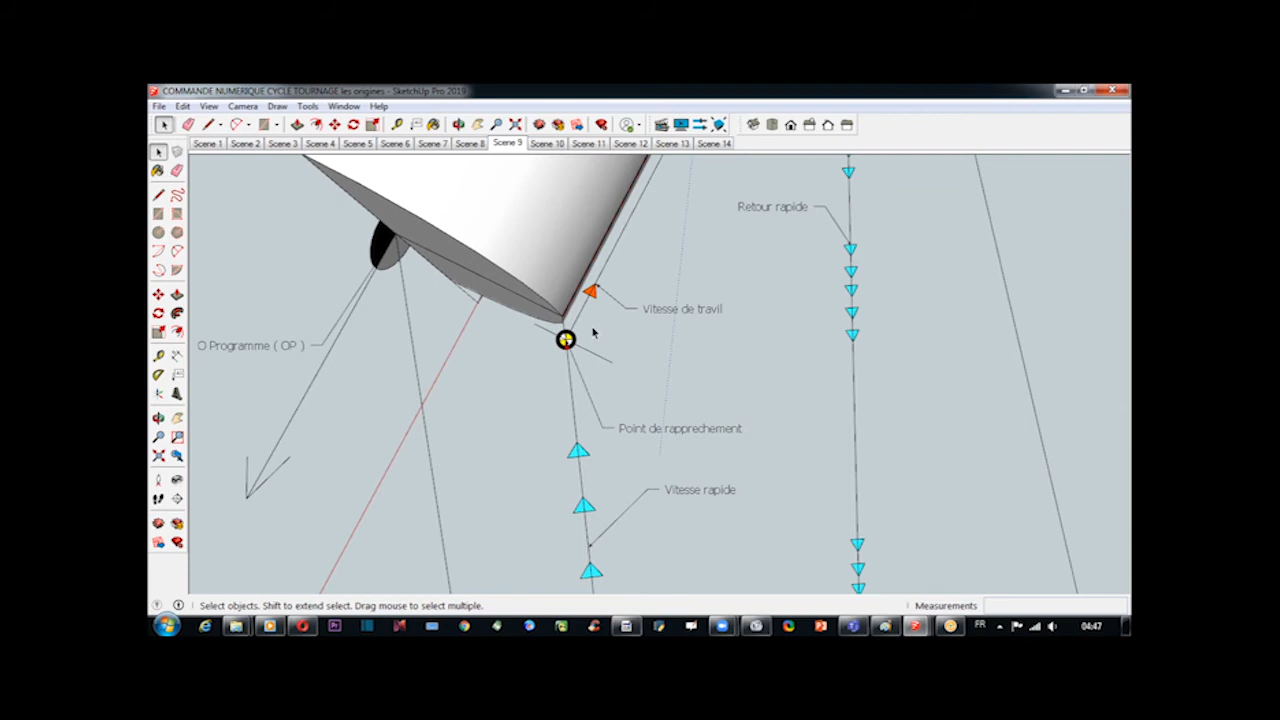 COMMANDE NUMERIQUE CYCLE TOURNAGE les origines - SketchUp Pro 2019
File Edit View Camera Draw Tools Window Help
Scene 1 Scene 2 Scene 3 Scene 4 Scene 5 Scene 6 Scene 7 Scene 8 Scene 9 Scene 10 Scene 11 Scene 12 Scene 13 Scene 14
Retour rapide
Vitesse de travil
O Programme ( OP )
Point de rapprechement
Vitesse rapide
Select objects. Shift to extend select. Drag mouse to select multiple.
Measurements
Pr
FR
04:47